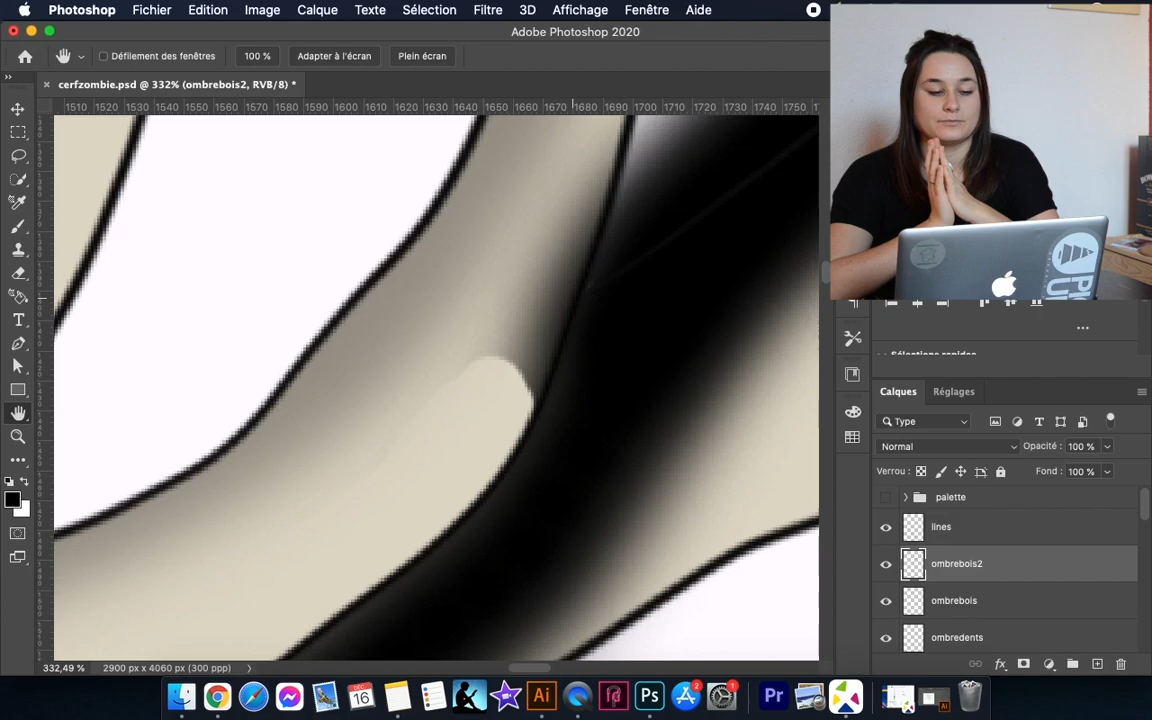 Photoshop Fichier Edition Image Calque Texte Sélection Filtre 3D Affichage Fenêtre Aide
Adobe Photoshop 2020
Défilement des fenêtres 100 % Adapter à l'écran Plein écran
cerfzombie.psd @ 332% (ombrebois2, RVB/8) *
1510 1520 1530 1540 1550 1560 1570 1580 1590 1600 1610 1620 1630 1640 1650 1660 1670 1680 1690 1700 1710 1720 1730 1740 1750
Calques Réglages
Type
Normal Opacité : 100 %
Verrou : Fond : 100 %
palette
lines
ombrebois2
ombrebois
ombredents
332,49 % 2900 px x 4060 px (300 ppp)
DEC
16
Ai Id Ps 2 1 Pr